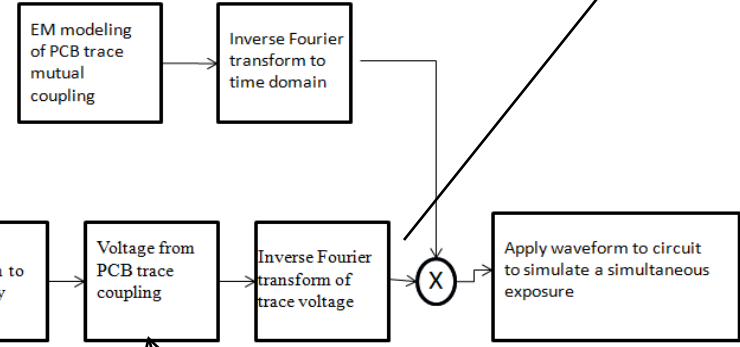 EM modeling
of PCB trace
mutual
coupling
Inverse Fourier
transform to
time domain
to
Voltage from
PCB trace
coupling
Inverse Fourier
transform of
trace voltage
X
Apply waveform to circuit
to simulate a simultaneous
exposure